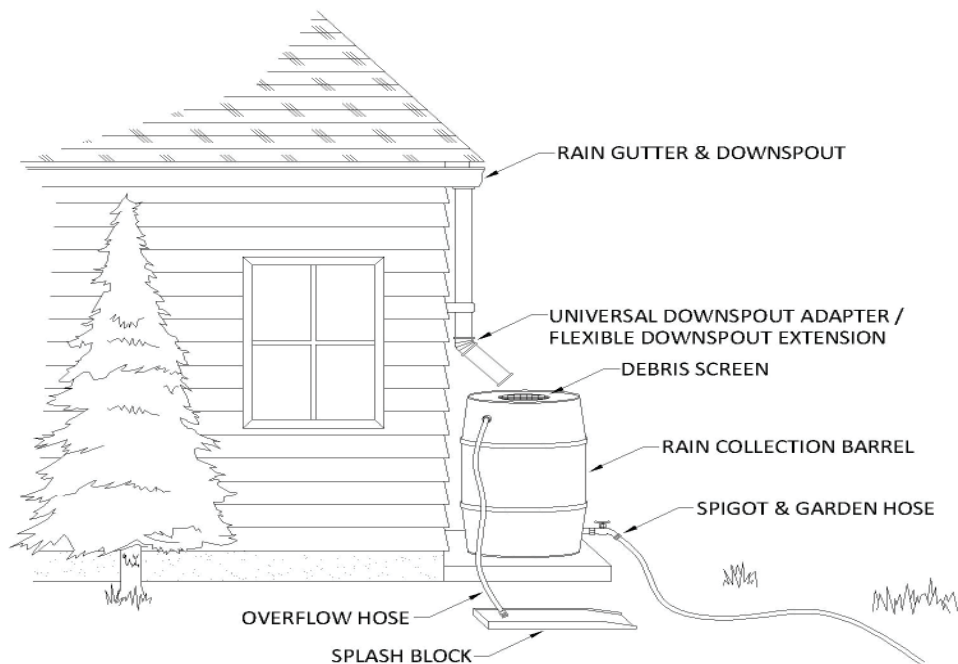 RAIN GUTTER & DOWNSPOUT
UNIVERSAL DOWNSPOUT ADAPTER /
FLEXIBLE DOWNSPOUT EXTENSION
DEBRIS SCREEN
RAIN COLLECTION BARREL
SPIGOT & GARDEN HOSE
OVERFLOW HOSE
SPLASH BLOCK